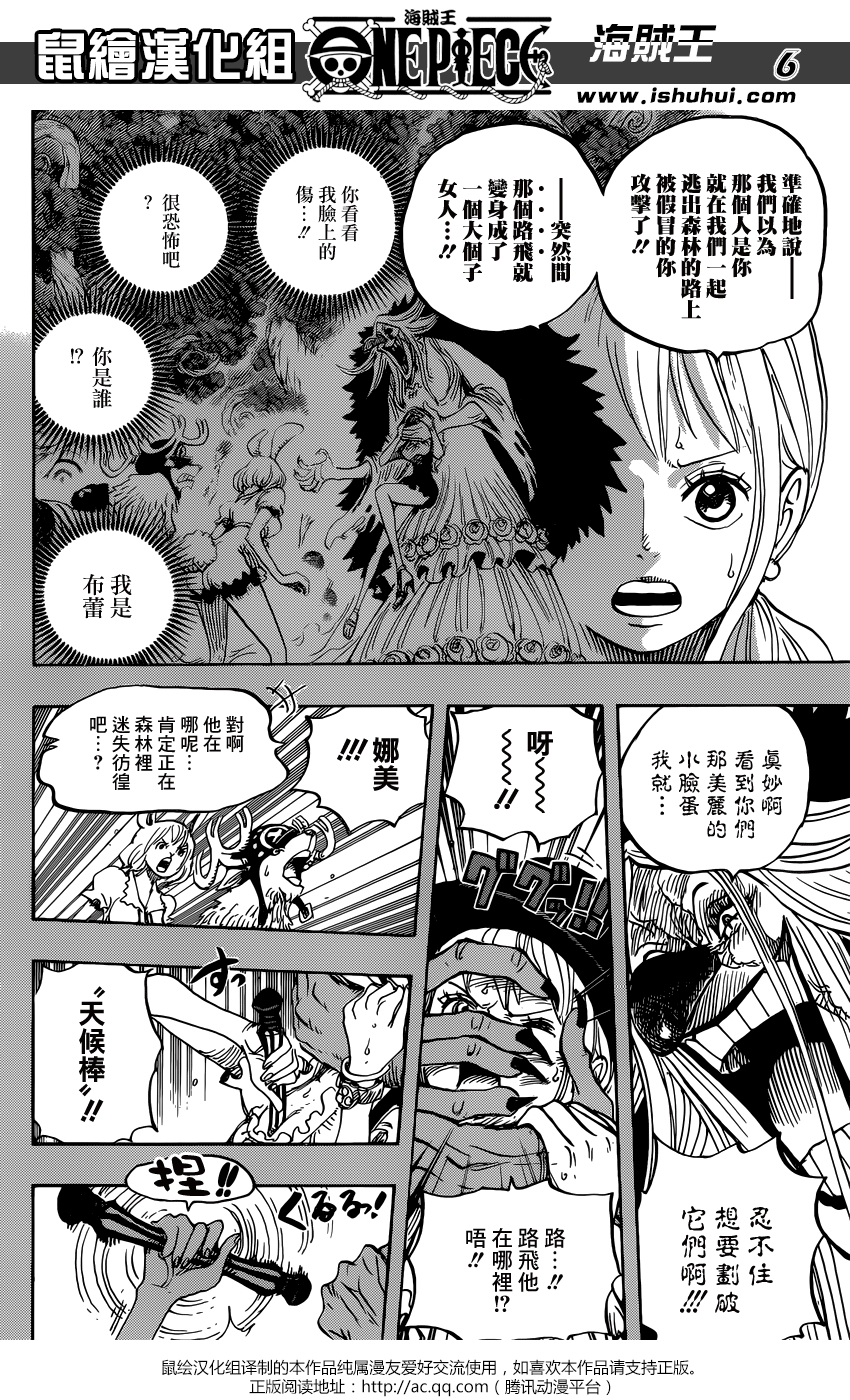 鼠繪漢化組
海賊王
ONE PIECE
海賊王
6
www.ishuhui.com
準確地說——
我們以為
那個人是你
就在我們一起
逃出森林的路上
被假冒的你
攻擊了!!
——突然間
那個路飛就
變身成了
一個大個子
女人…!!
你看看
我臉上的
傷…!!
很恐怖吧
?
你是誰
!?
我是
布蕾
真妙啊
看到你們
那美麗的
小臉蛋
我就…
忍不住
想要劃破
它們啊!!!
呀
~~~~
~~~~!!
グググッ!!
路…!!
路飛他
在哪裡!?
唔!!
娜美
!!!
對啊
他在
哪呢…
肯定正在
森林裡
迷失彷徨
吧…?
すっ
“天候棒”!!
捏!!
くるるっ!
鼠绘汉化组译制的本作品纯属漫友爱好交流使用，如喜欢本作品请支持正版。
正版阅读地址：http://ac.qq.com（腾讯动漫平台）